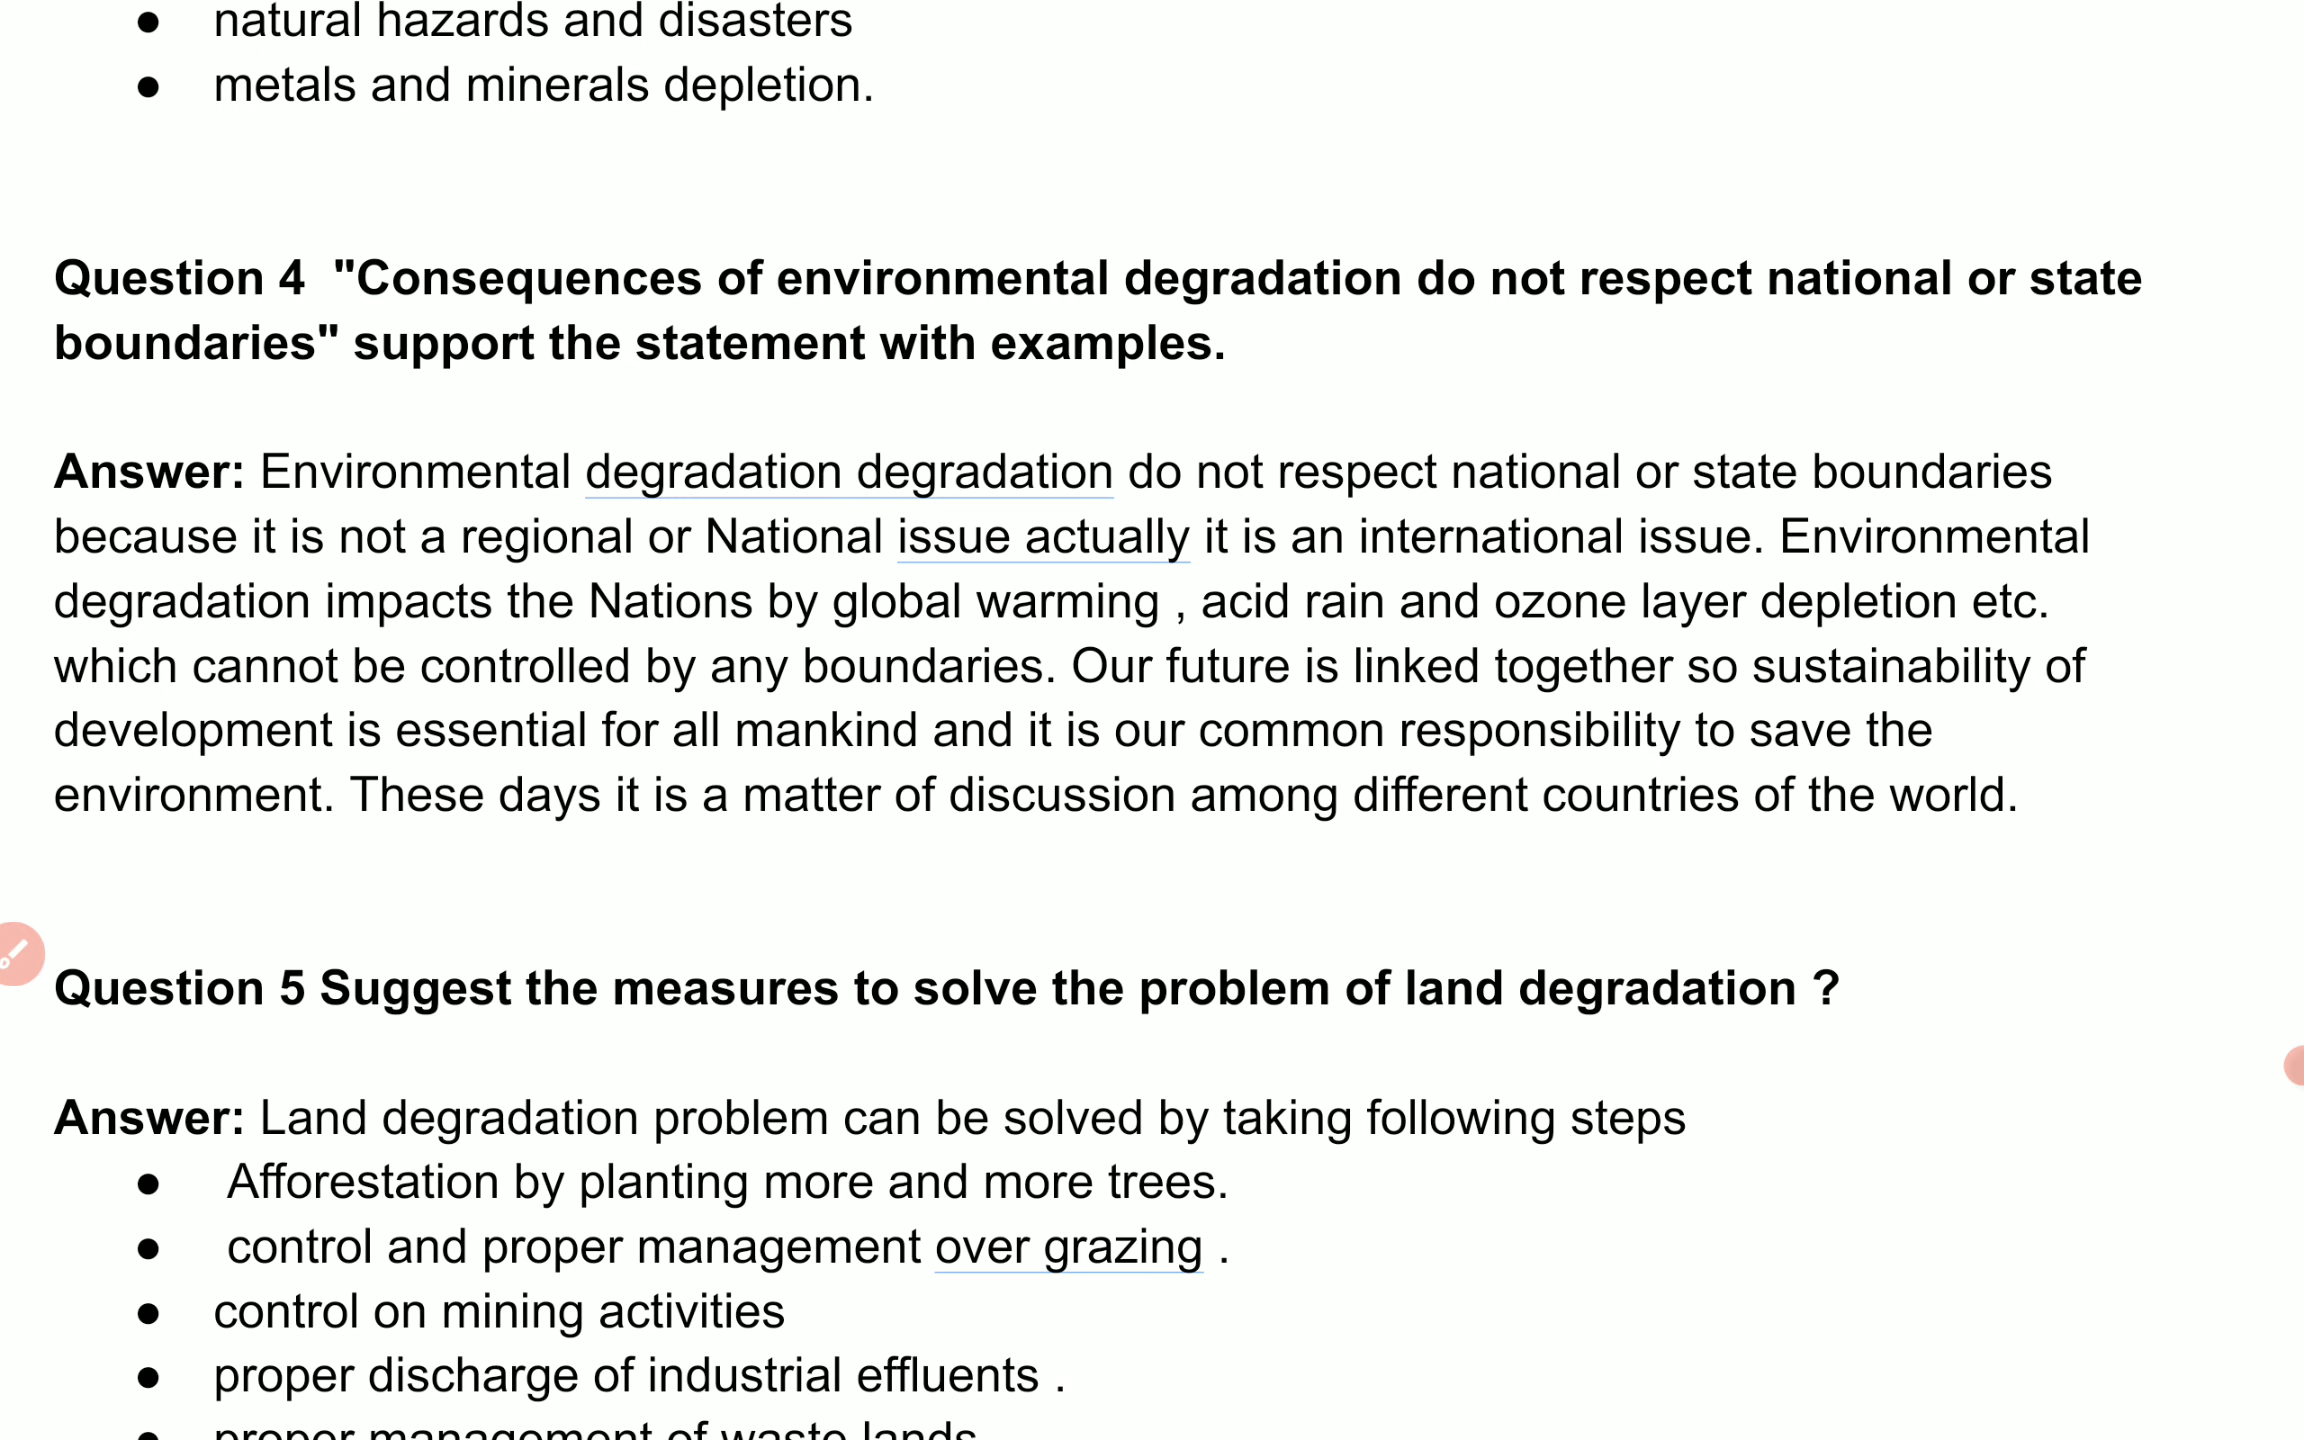 ● natural hazards and disasters
● metals and minerals depletion.
Question 4 "Consequences of environmental degradation do not respect national or state
boundaries" support the statement with examples.
Answer: Environmental degradation degradation do not respect national or state boundaries
because it is not a regional or National issue actually it is an international issue. Environmental
degradation impacts the Nations by global warming , acid rain and ozone layer depletion etc.
which cannot be controlled by any boundaries. Our future is linked together so sustainability of
development is essential for all mankind and it is our common responsibility to save the
environment. These days it is a matter of discussion among different countries of the world.
Question 5 Suggest the measures to solve the problem of land degradation ?
Answer: Land degradation problem can be solved by taking following steps
● Afforestation by planting more and more trees.
● control and proper management over grazing .
● control on mining activities
● proper discharge of industrial effluents .
● proper management of waste lands